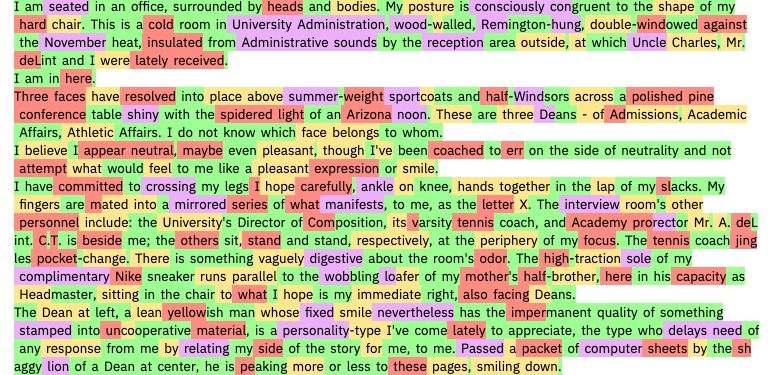 I am seated in an office, surrounded by heads and bodies. My posture is consciously congruent to the shape of my
hard chair. This is a cold room in University Administration, wood-walled, Remington-hung, double-windowed against
the November heat, insulated from Administrative sounds by the reception area outside, at which Uncle Charles, Mr.
deLint and I were lately received.
I am in here.
Three faces have resolved into place above summer-weight sportcoats and half-Windsors across a polished pine
conference table shiny with the spidered light of an Arizona noon. These are three Deans - of Admissions, Academic
Affairs, Athletic Affairs. I do not know which face belongs to whom.
I believe I appear neutral, maybe even pleasant, though I've been coached to err on the side of neutrality and not
attempt what would feel to me like a pleasant expression or smile.
I have committed to crossing my legs I hope carefully, ankle on knee, hands together in the lap of my slacks. My
fingers are mated into a mirrored series of what manifests, to me, as the letter X. The interview room's other
personnel include: the University's Director of Composition, its varsity tennis coach, and Academy prorector Mr. A. deL
int. C.T. is beside me; the others sit, stand and stand, respectively, at the periphery of my focus. The tennis coach jing
les pocket-change. There is something vaguely digestive about the room's odor. The high-traction sole of my
complimentary Nike sneaker runs parallel to the wobbling loafer of my mother's half-brother, here in his capacity as
Headmaster, sitting in the chair to what I hope is my immediate right, also facing Deans.
The Dean at left, a lean yellowish man whose fixed smile nevertheless has the impermanent quality of something
stamped into uncooperative material, is a personality-type I've come lately to appreciate, the type who delays need of
any response from me by relating my side of the story for me, to me. Passed a packet of computer sheets by the sh
aggy lion of a Dean at center, he is peaking more or less to these pages, smiling down.